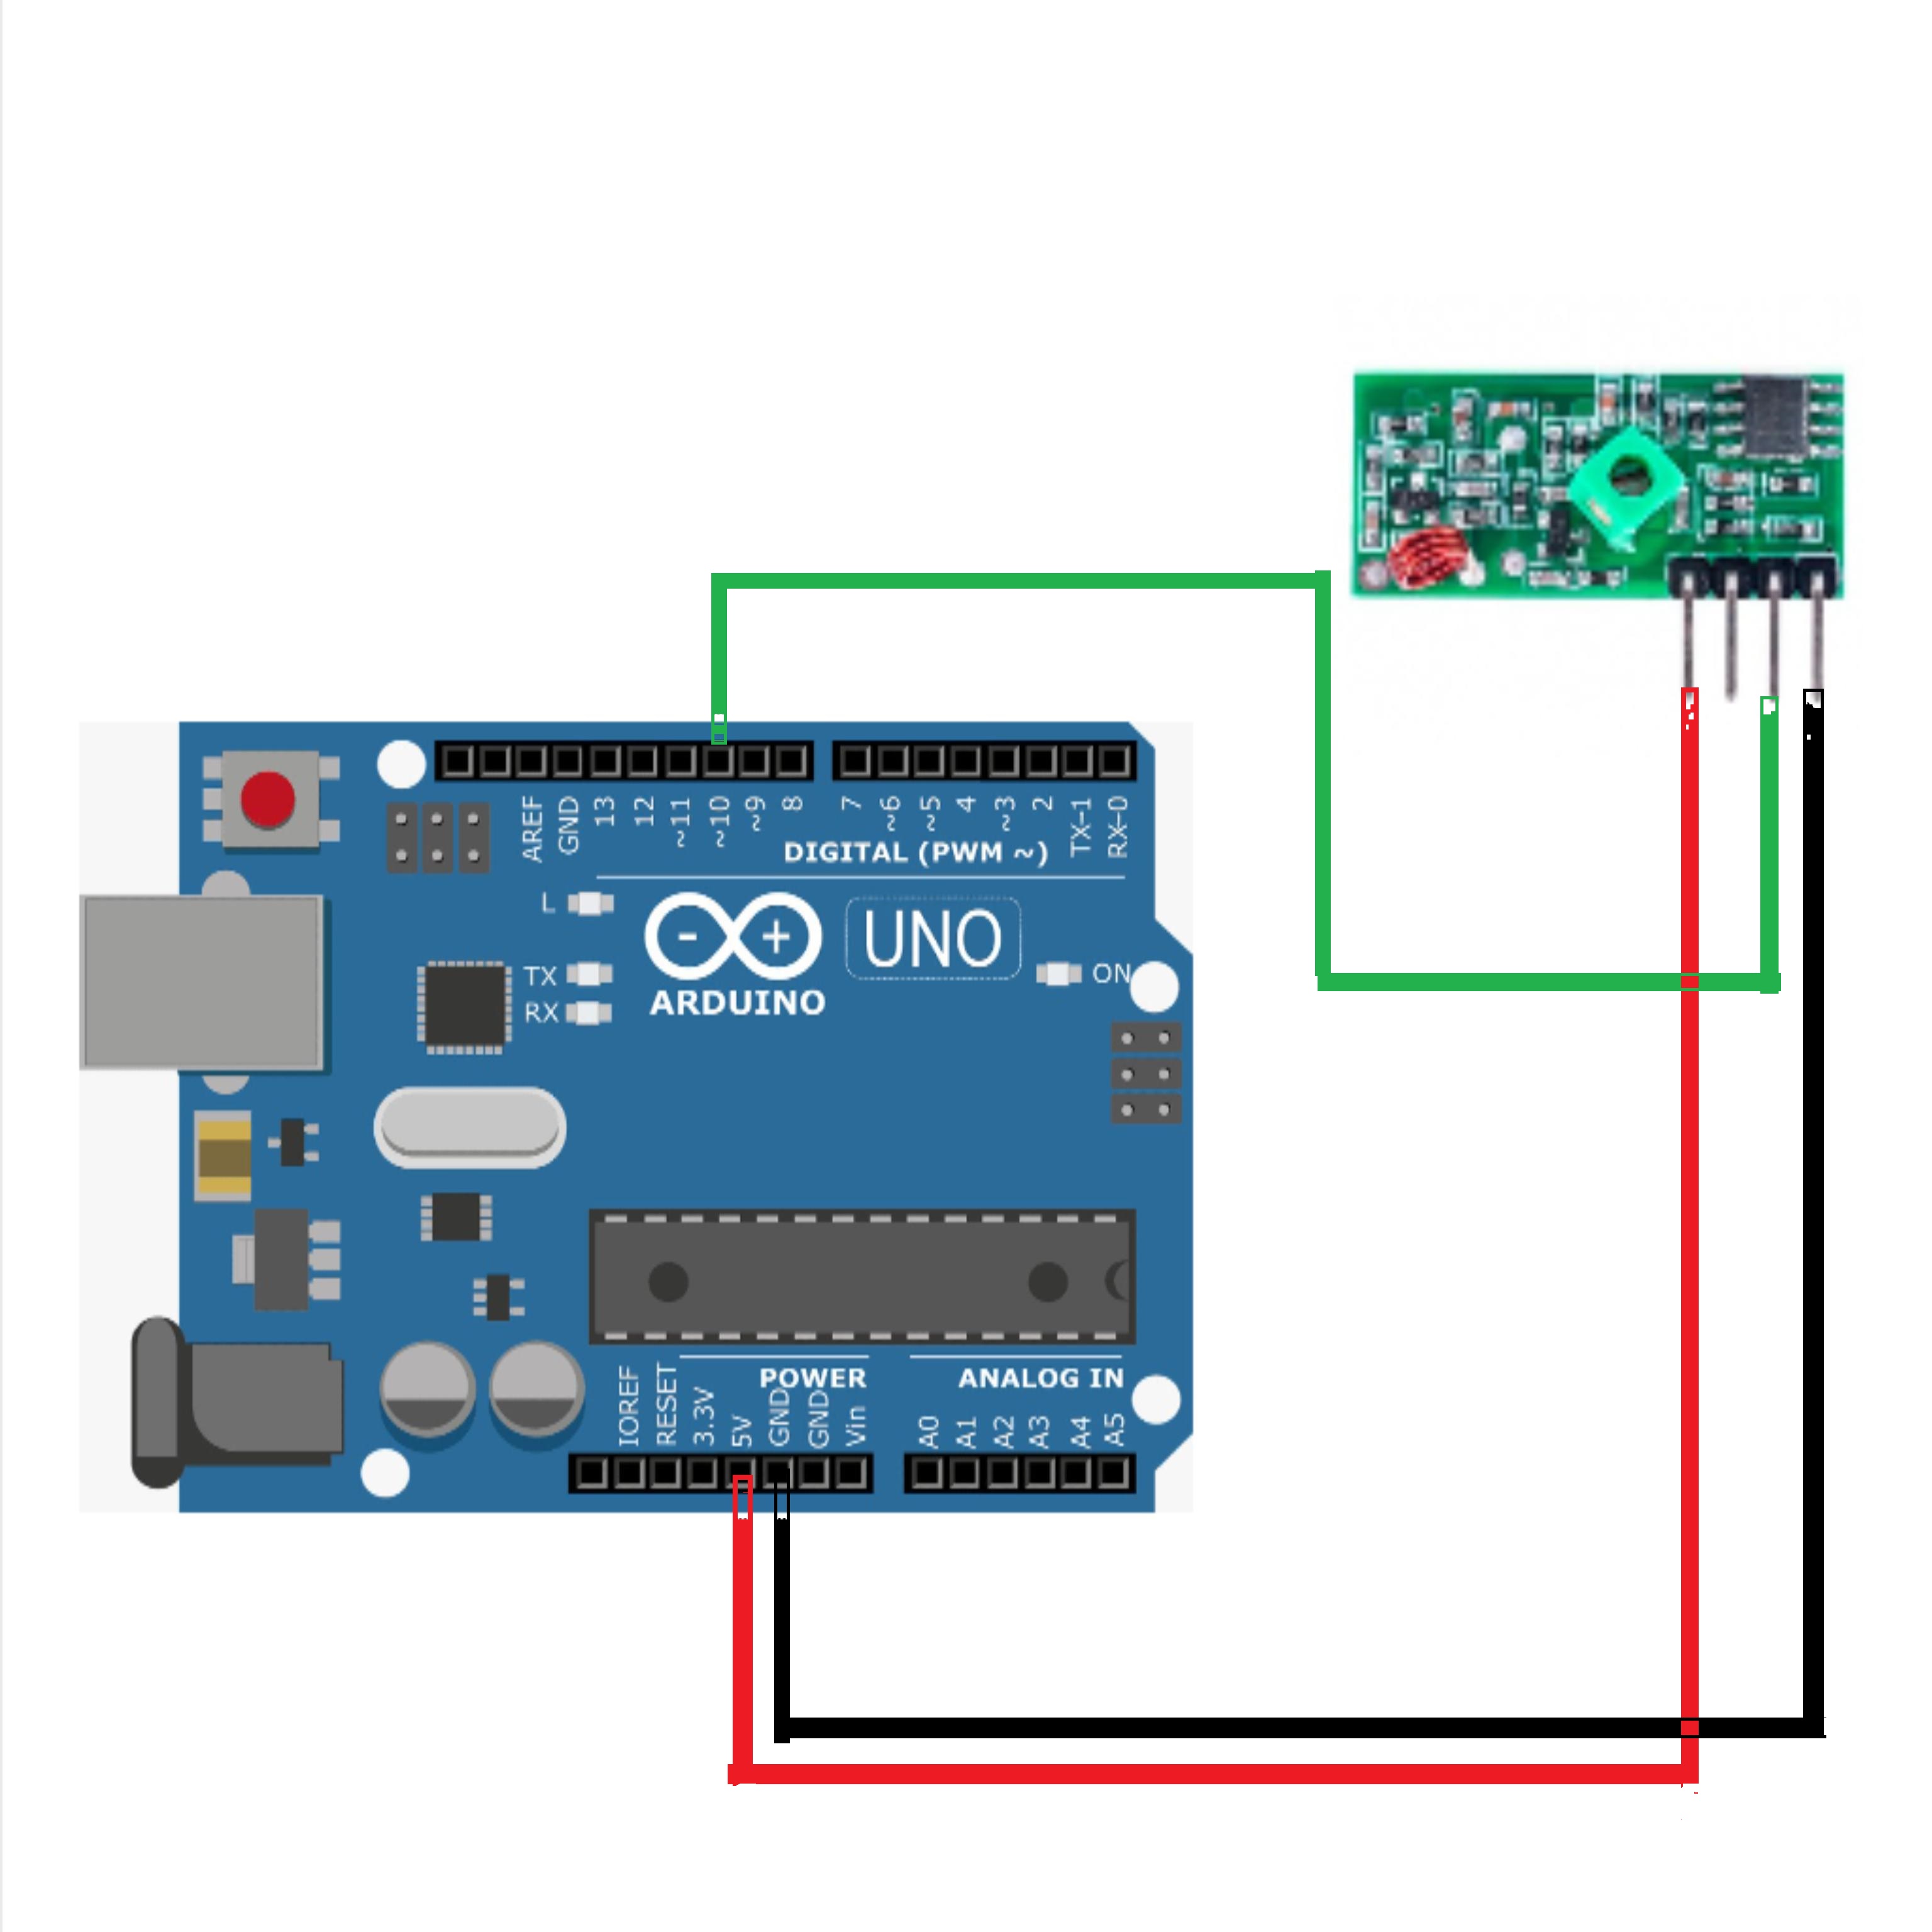 AREF
GND
13
12
~11
~10
~9
8
7
~6
~5
4
~3
2
TX-1
RX-0
DIGITAL (PWM ~)
L
- +
UNO
TX
ON
ARDUINO
RX
POWER
ANALOG IN
IOREF
RESET
3.3V
5V
GND
GND
Vin
A0
A1
A2
A3
A4
A5